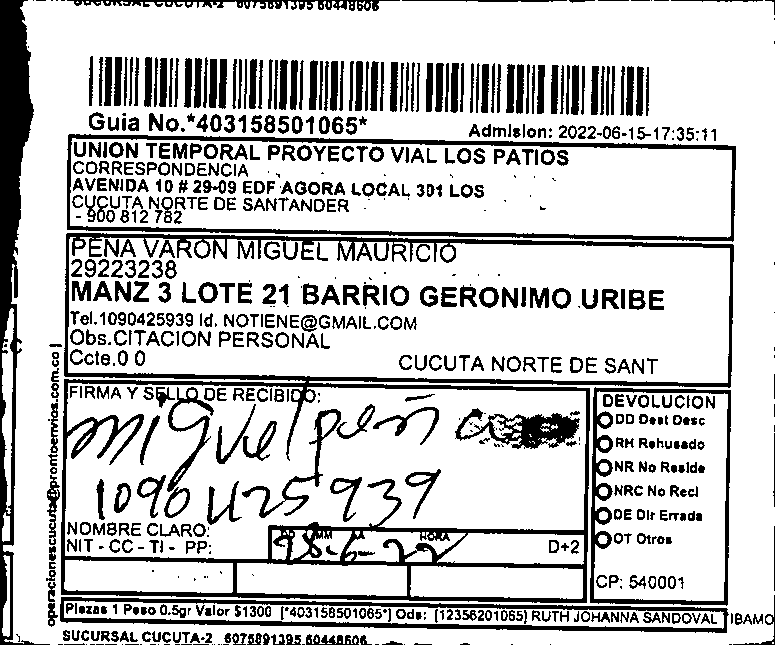 SUCURSAL CUCUTA-2 6075891395 60448606
Guia No.*403158501065*
Admision: 2022-06-15-17:35:11
UNION TEMPORAL PROYECTO VIAL LOS PATIOS
CORRESPONDENCIA
AVENIDA 10 # 29-09 EDF AGORA LOCAL 301 LOS
CUCUTA NORTE DE SANTANDER
- 900 812 782
PEÑA VARON MIGUEL MAURICIO
29223238
MANZ 3 LOTE 21 BARRIO GERONIMO URIBE
Tel.1090425939 Id. NOTIENE@GMAIL.COM
Obs.CITACION PERSONAL
Ccte.0 0
CUCUTA NORTE DE SANT
operacionescucuta@prontoenvios.com.co |
FIRMA Y SELLO DE RECIBIDO:
miguel peña
1090425939
NOMBRE CLARO:
NIT - CC - TI - PP:
DD MM AA HORA
-6-22
D+2
DEVOLUCION
DD Dest Desc
RH Rehusado
NR No Reside
NRC No Recl
DE Dir Errada
OT Otros
CP: 540001
Piezas 1 Peso 0.5gr Valor $1300 [*403158501065*] Ods: [12356201065] RUTH JOHANNA SANDOVAL TIBAMO
SUCURSAL CUCUTA-2 6075891395 60448606